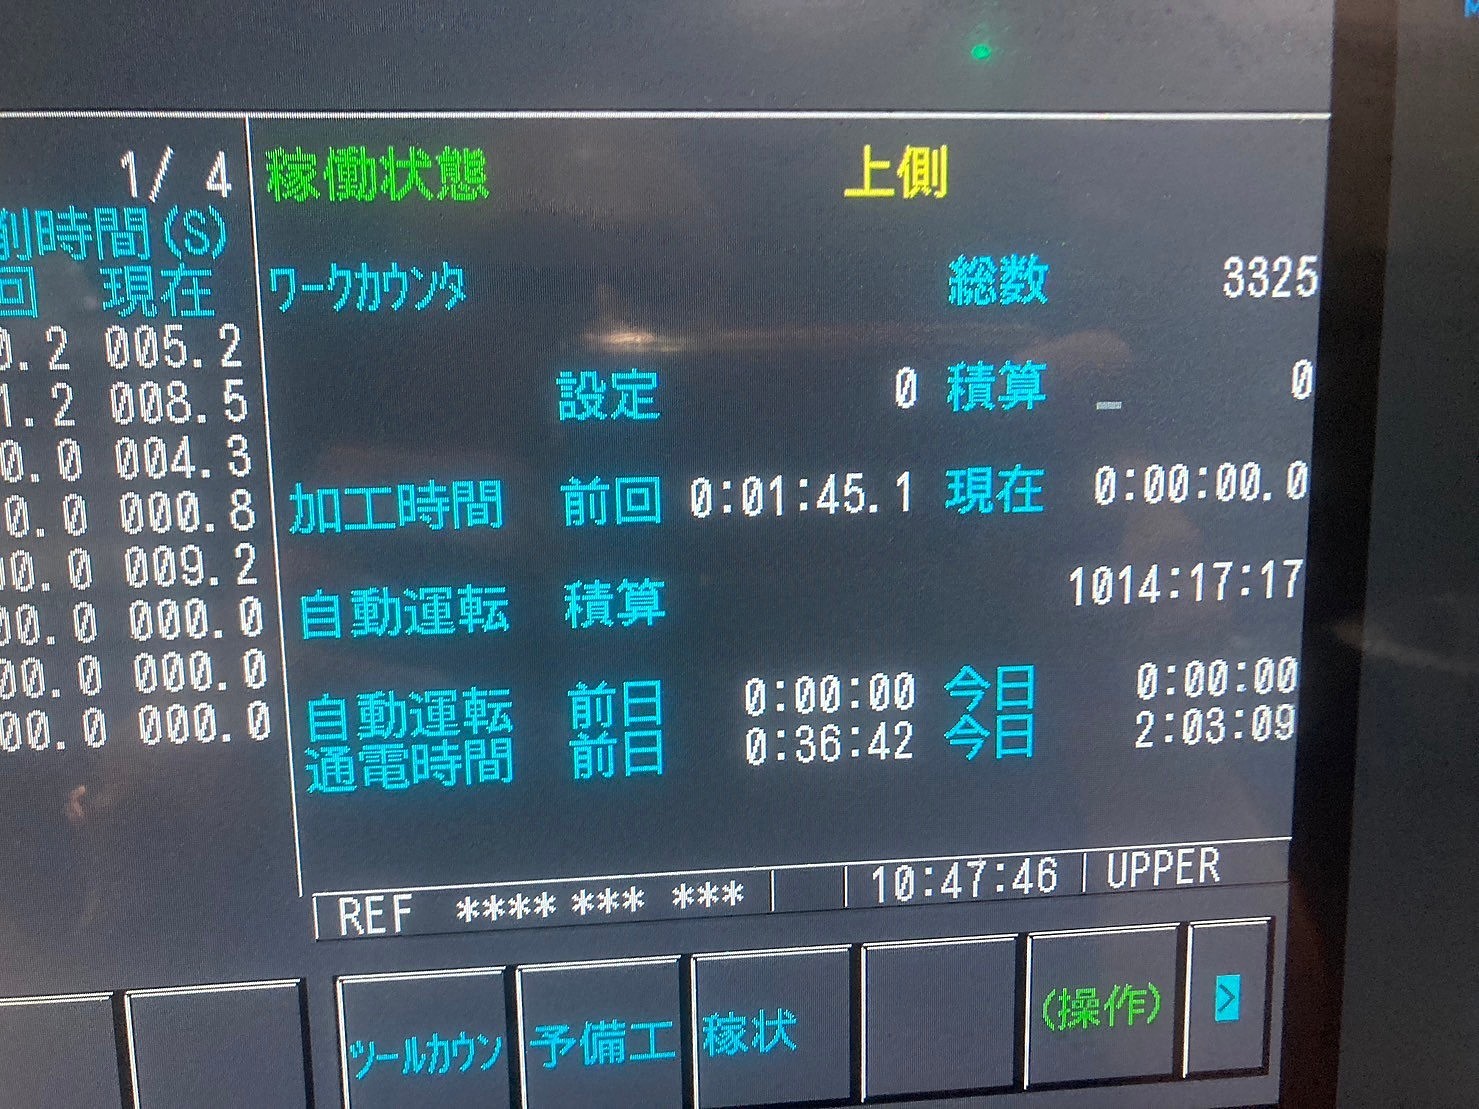 1/ 4
削時間(S)
回 現在
0.2 005.2
1.2 008.5
0.0 004.3
0.0 000.8
00.0 009.2
00.0 000.0
00.0 000.0
00.0 000.0
稼働状態 上側
ワークカウンタ 総数 3325
設定 0 積算 _ 0
加工時間 前回 0:01:45.1 現在 0:00:00.0
自動運転 積算 1014:17:17
自動運転 前日 0:00:00 今日 0:00:00
通電時間 前日 0:36:42 今日 2:03:09
REF **** *** *** 10:47:46 UPPER
ツールカウン 予備工 稼状 (操作) >